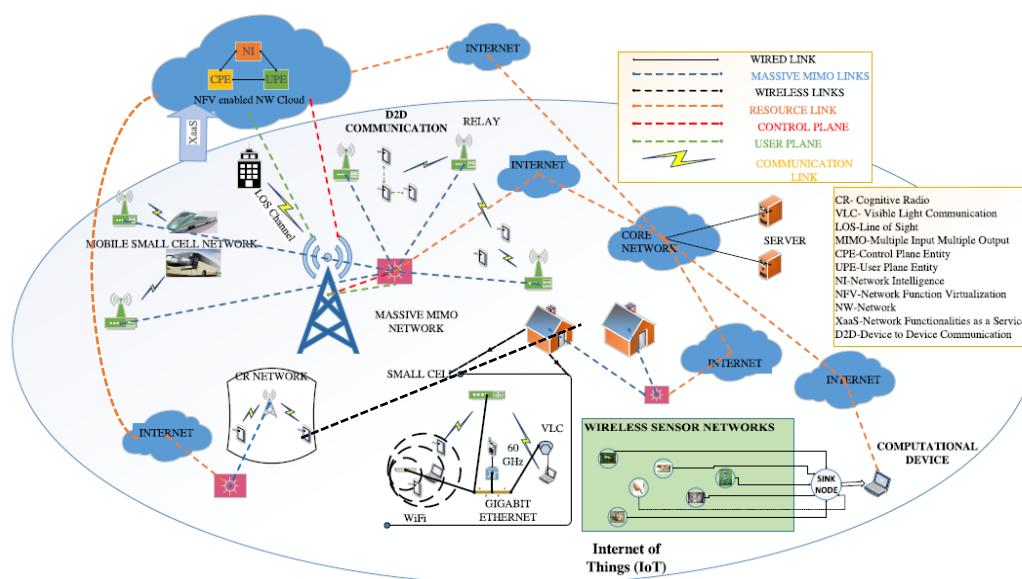 NI
CPE
UPE
NFV enabled NW Cloud
XaaS
INTERNET
WIRED LINK
MASSIVE MIMO LINKS
WIRELESS LINKS
RESOURCE LINK
CONTROL PLANE
USER PLANE
COMMUNICATION
LINK
D2D
COMMUNICATION
RELAY
INTERNET
LOS Channel
MOBILE SMALL CELL NETWORK
CORE
NETWORK
SERVER
CR- Cognitive Radio
VLC- Visible Light Communication
LOS-Line of Sight
MIMO-Multiple Input Multiple Output
CPE-Control Plane Entity
UPE-User Plane Entity
NI-Network Intelligence
NFV-Network Function Virtualization
NW-Network
XaaS-Network Functionalities as a Service
D2D-Device to Device Communication
MASSIVE MIMO
NETWORK
SMALL CELL
CR NETWORK
INTERNET
INTERNET
INTERNET
60
GHz
VLC
WiFi
GIGABIT
ETHERNET
WIRELESS SENSOR NETWORKS
SINK
NODE
COMPUTATIONAL
DEVICE
Internet of
Things (IoT)